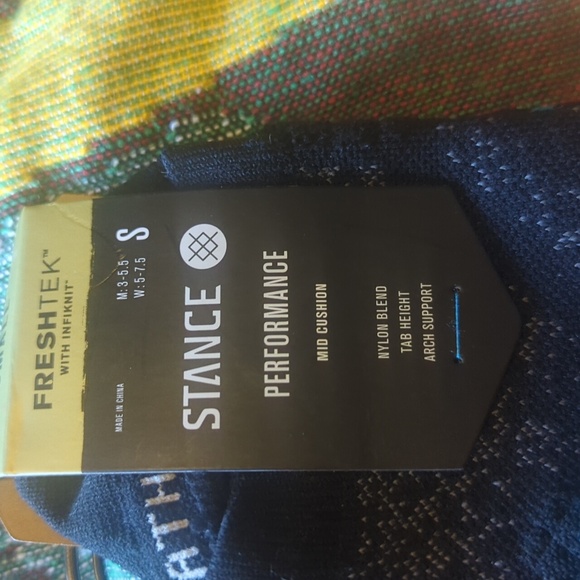 FRESHTEK™
WITH INFIKNIT™
MADE IN CHINA
M: 3-5.5
W: 5-7.5
S
STANCE
PERFORMANCE
MID CUSHION
NYLON BLEND
TAB HEIGHT
ARCH SUPPORT
ATH